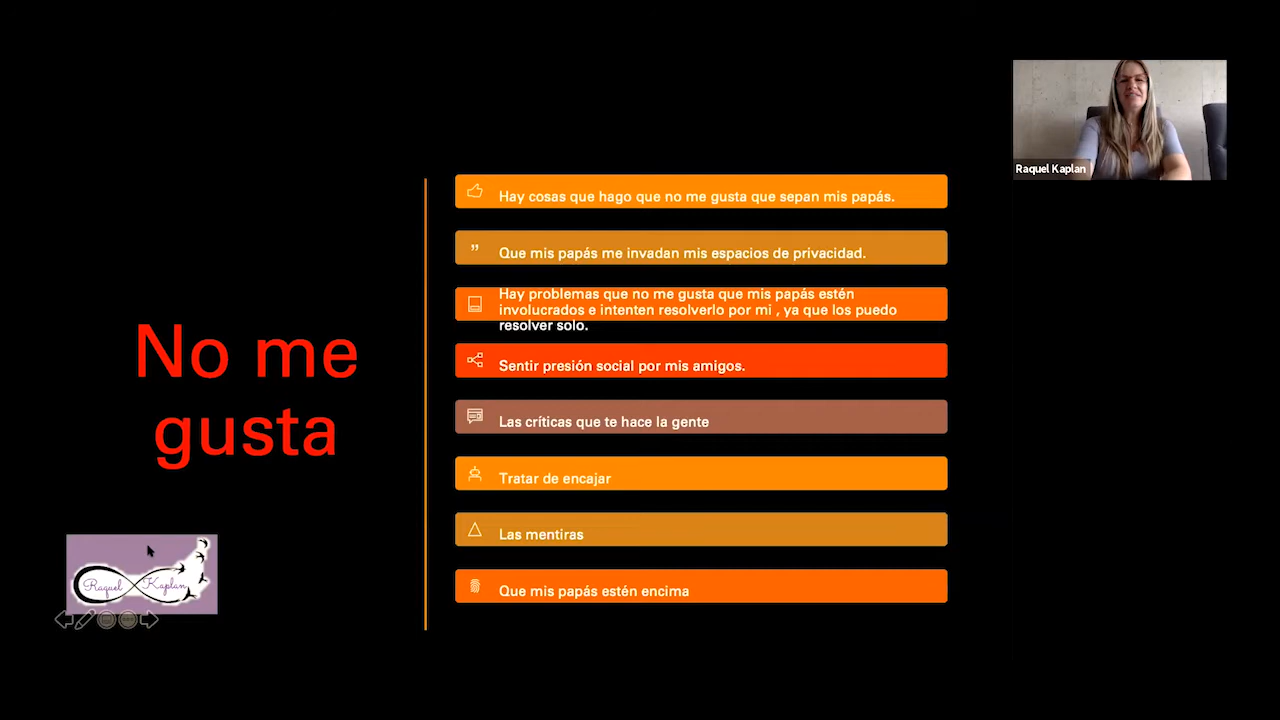 Raquel Kaplan
No me
gusta
Hay cosas que hago que no me gusta que sepan mis papás.
Que mis papás me invadan mis espacios de privacidad.
Hay problemas que no me gusta que mis papás estén
involucrados e intenten resolverlo por mi , ya que los puedo
resolver solo.
Sentir presión social por mis amigos.
Las críticas que te hace la gente
Tratar de encajar
Las mentiras
Que mis papás estén encima
Raquel Kaplan